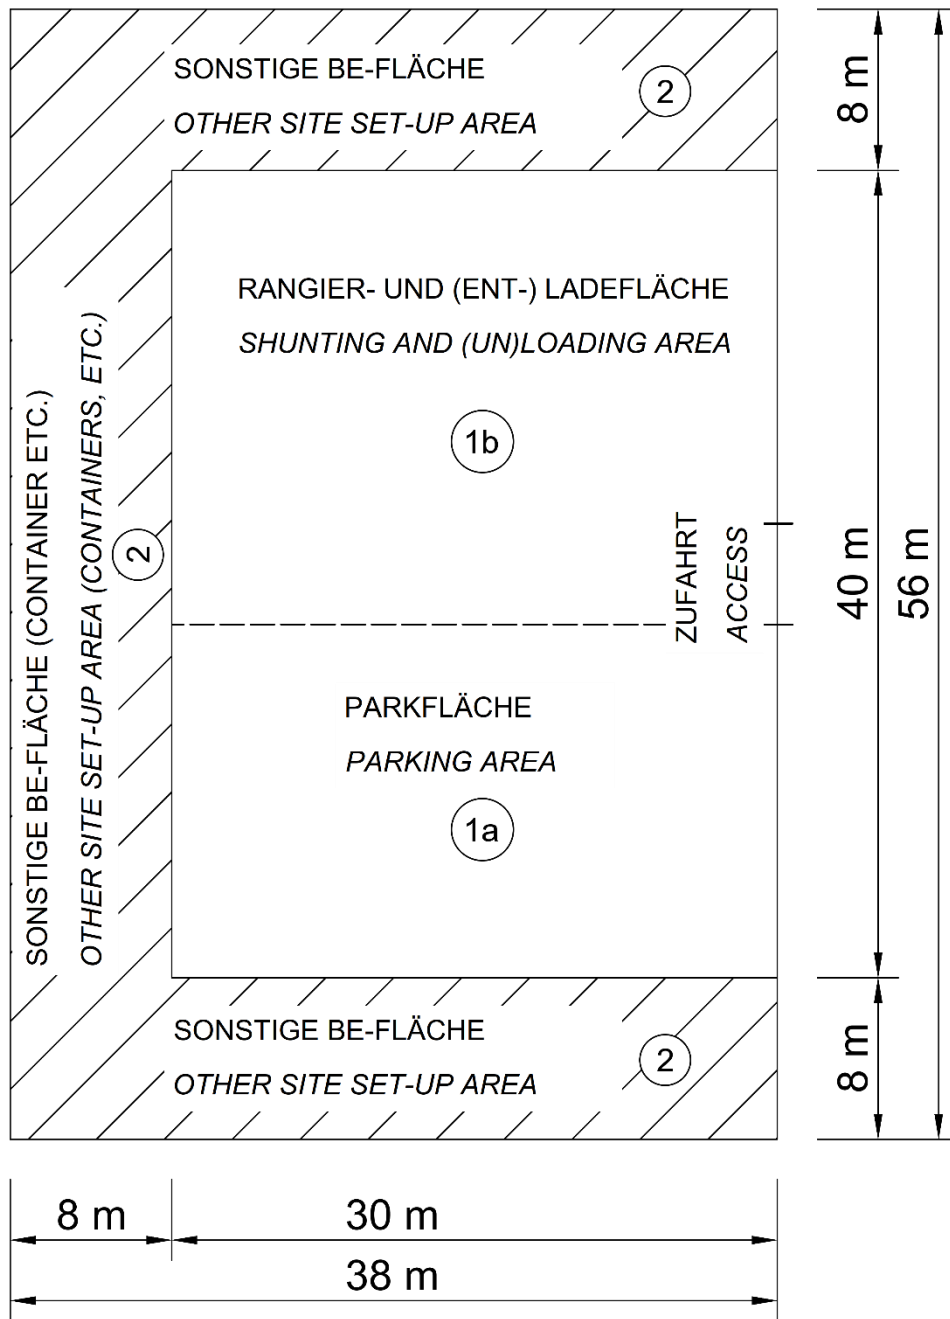 SONSTIGE BE-FLÄCHE
OTHER SITE SET-UP AREA
2
8 m
RANGIER- UND (ENT-) LADEFLÄCHE
SHUNTING AND (UN)LOADING AREA
1b
SONSTIGE BE-FLÄCHE (CONTAINER ETC.)
OTHER SITE SET-UP AREA (CONTAINERS, ETC.)
2
ZUFAHRT
ACCESS
40 m
56 m
PARKFLÄCHE
PARKING AREA
1a
SONSTIGE BE-FLÄCHE
OTHER SITE SET-UP AREA
2
8 m
8 m
30 m
38 m